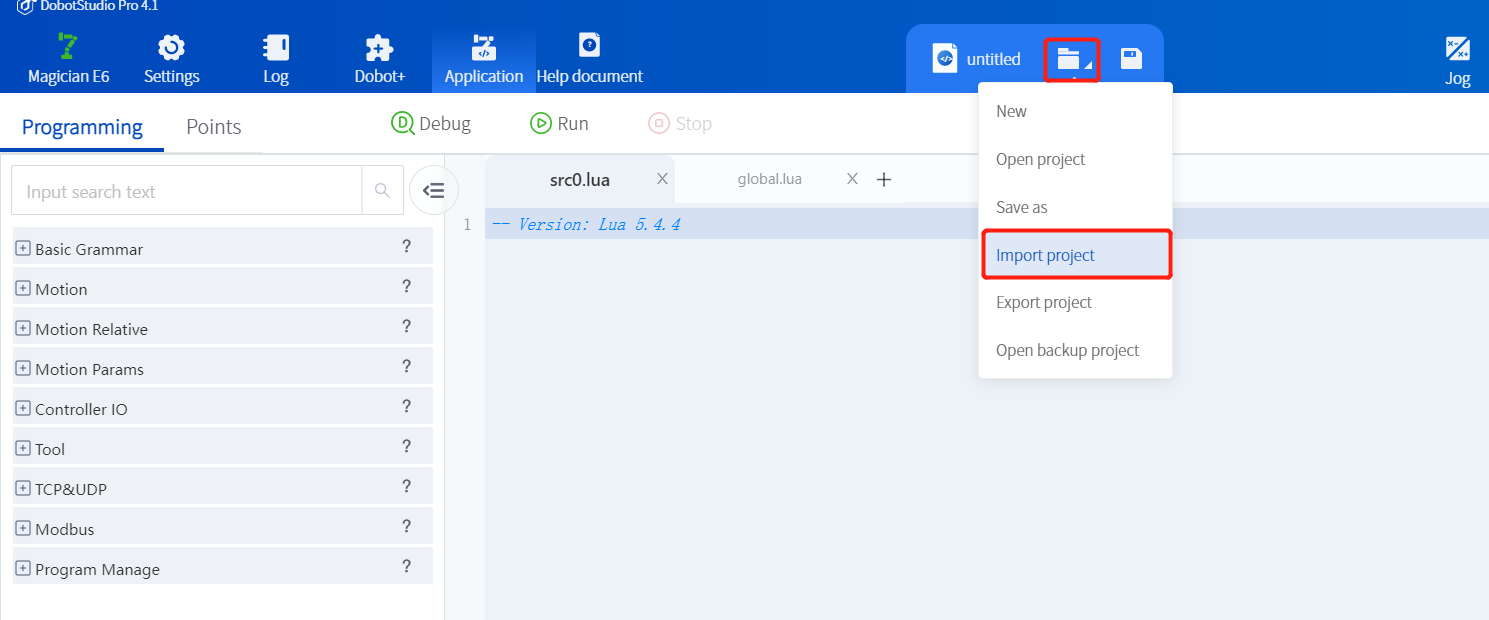 DobotStudio Pro 4.1
Magician E6
Settings
Log
Dobot+
Application
Help document
untitled
Jog
Programming
Points
Debug
Run
Stop
New
Open project
Save as
Import project
Export project
Open backup project
Input search text
src0.lua X
global.lua X +
1 -- Version: Lua 5.4.4
Basic Grammar ?
Motion ?
Motion Relative ?
Motion Params ?
Controller IO ?
Tool ?
TCP&UDP ?
Modbus ?
Program Manage ?